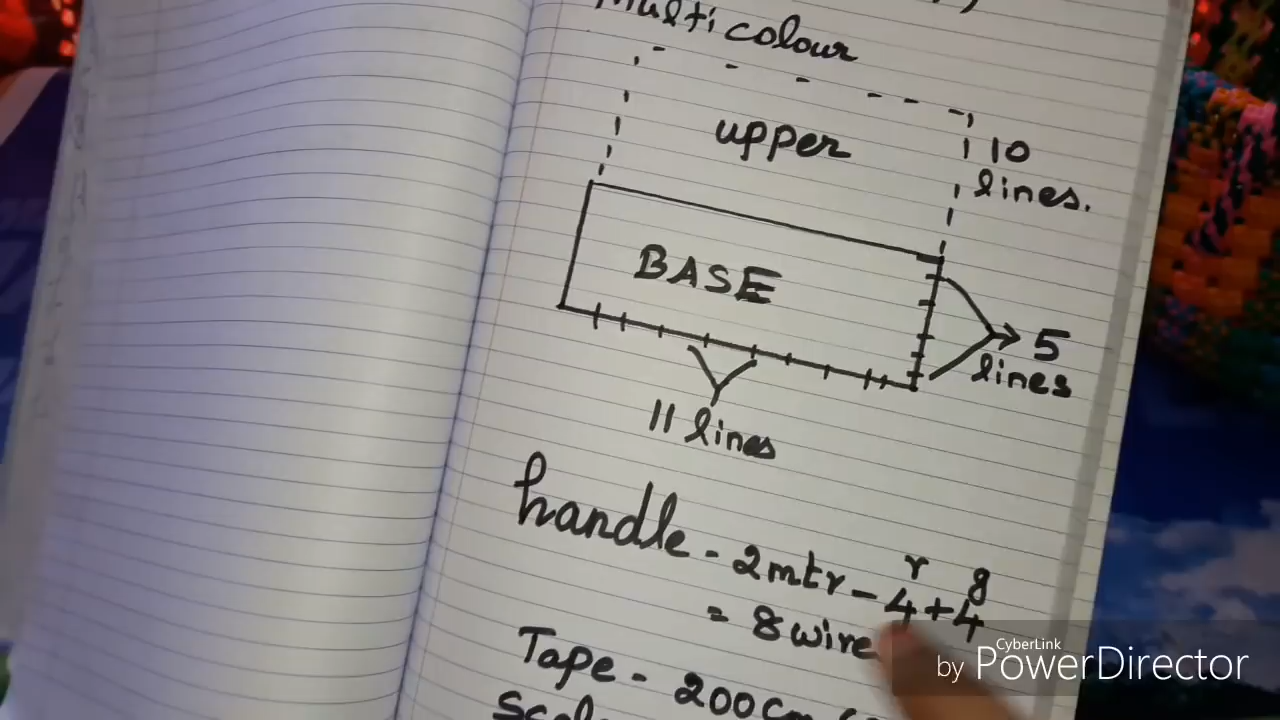 Multicolour
upper
10
lines.
BASE
5
lines
11 lines
handle - 2mtr - 4 + 4
r g
= 8 wire
Tape - 200cm
CyberLink
by PowerDirector